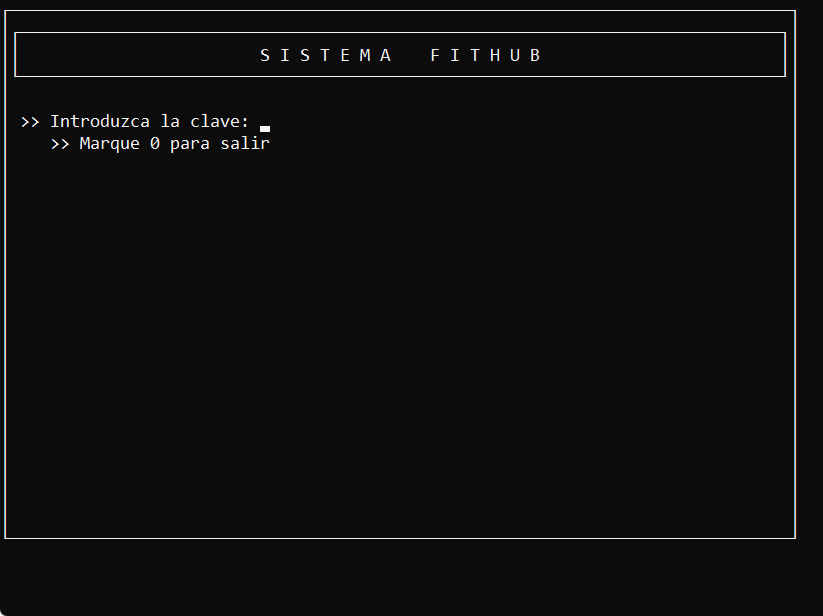 S I S T E M A   F I T H U B
>> Introduzca la clave:
>> Marque 0 para salir